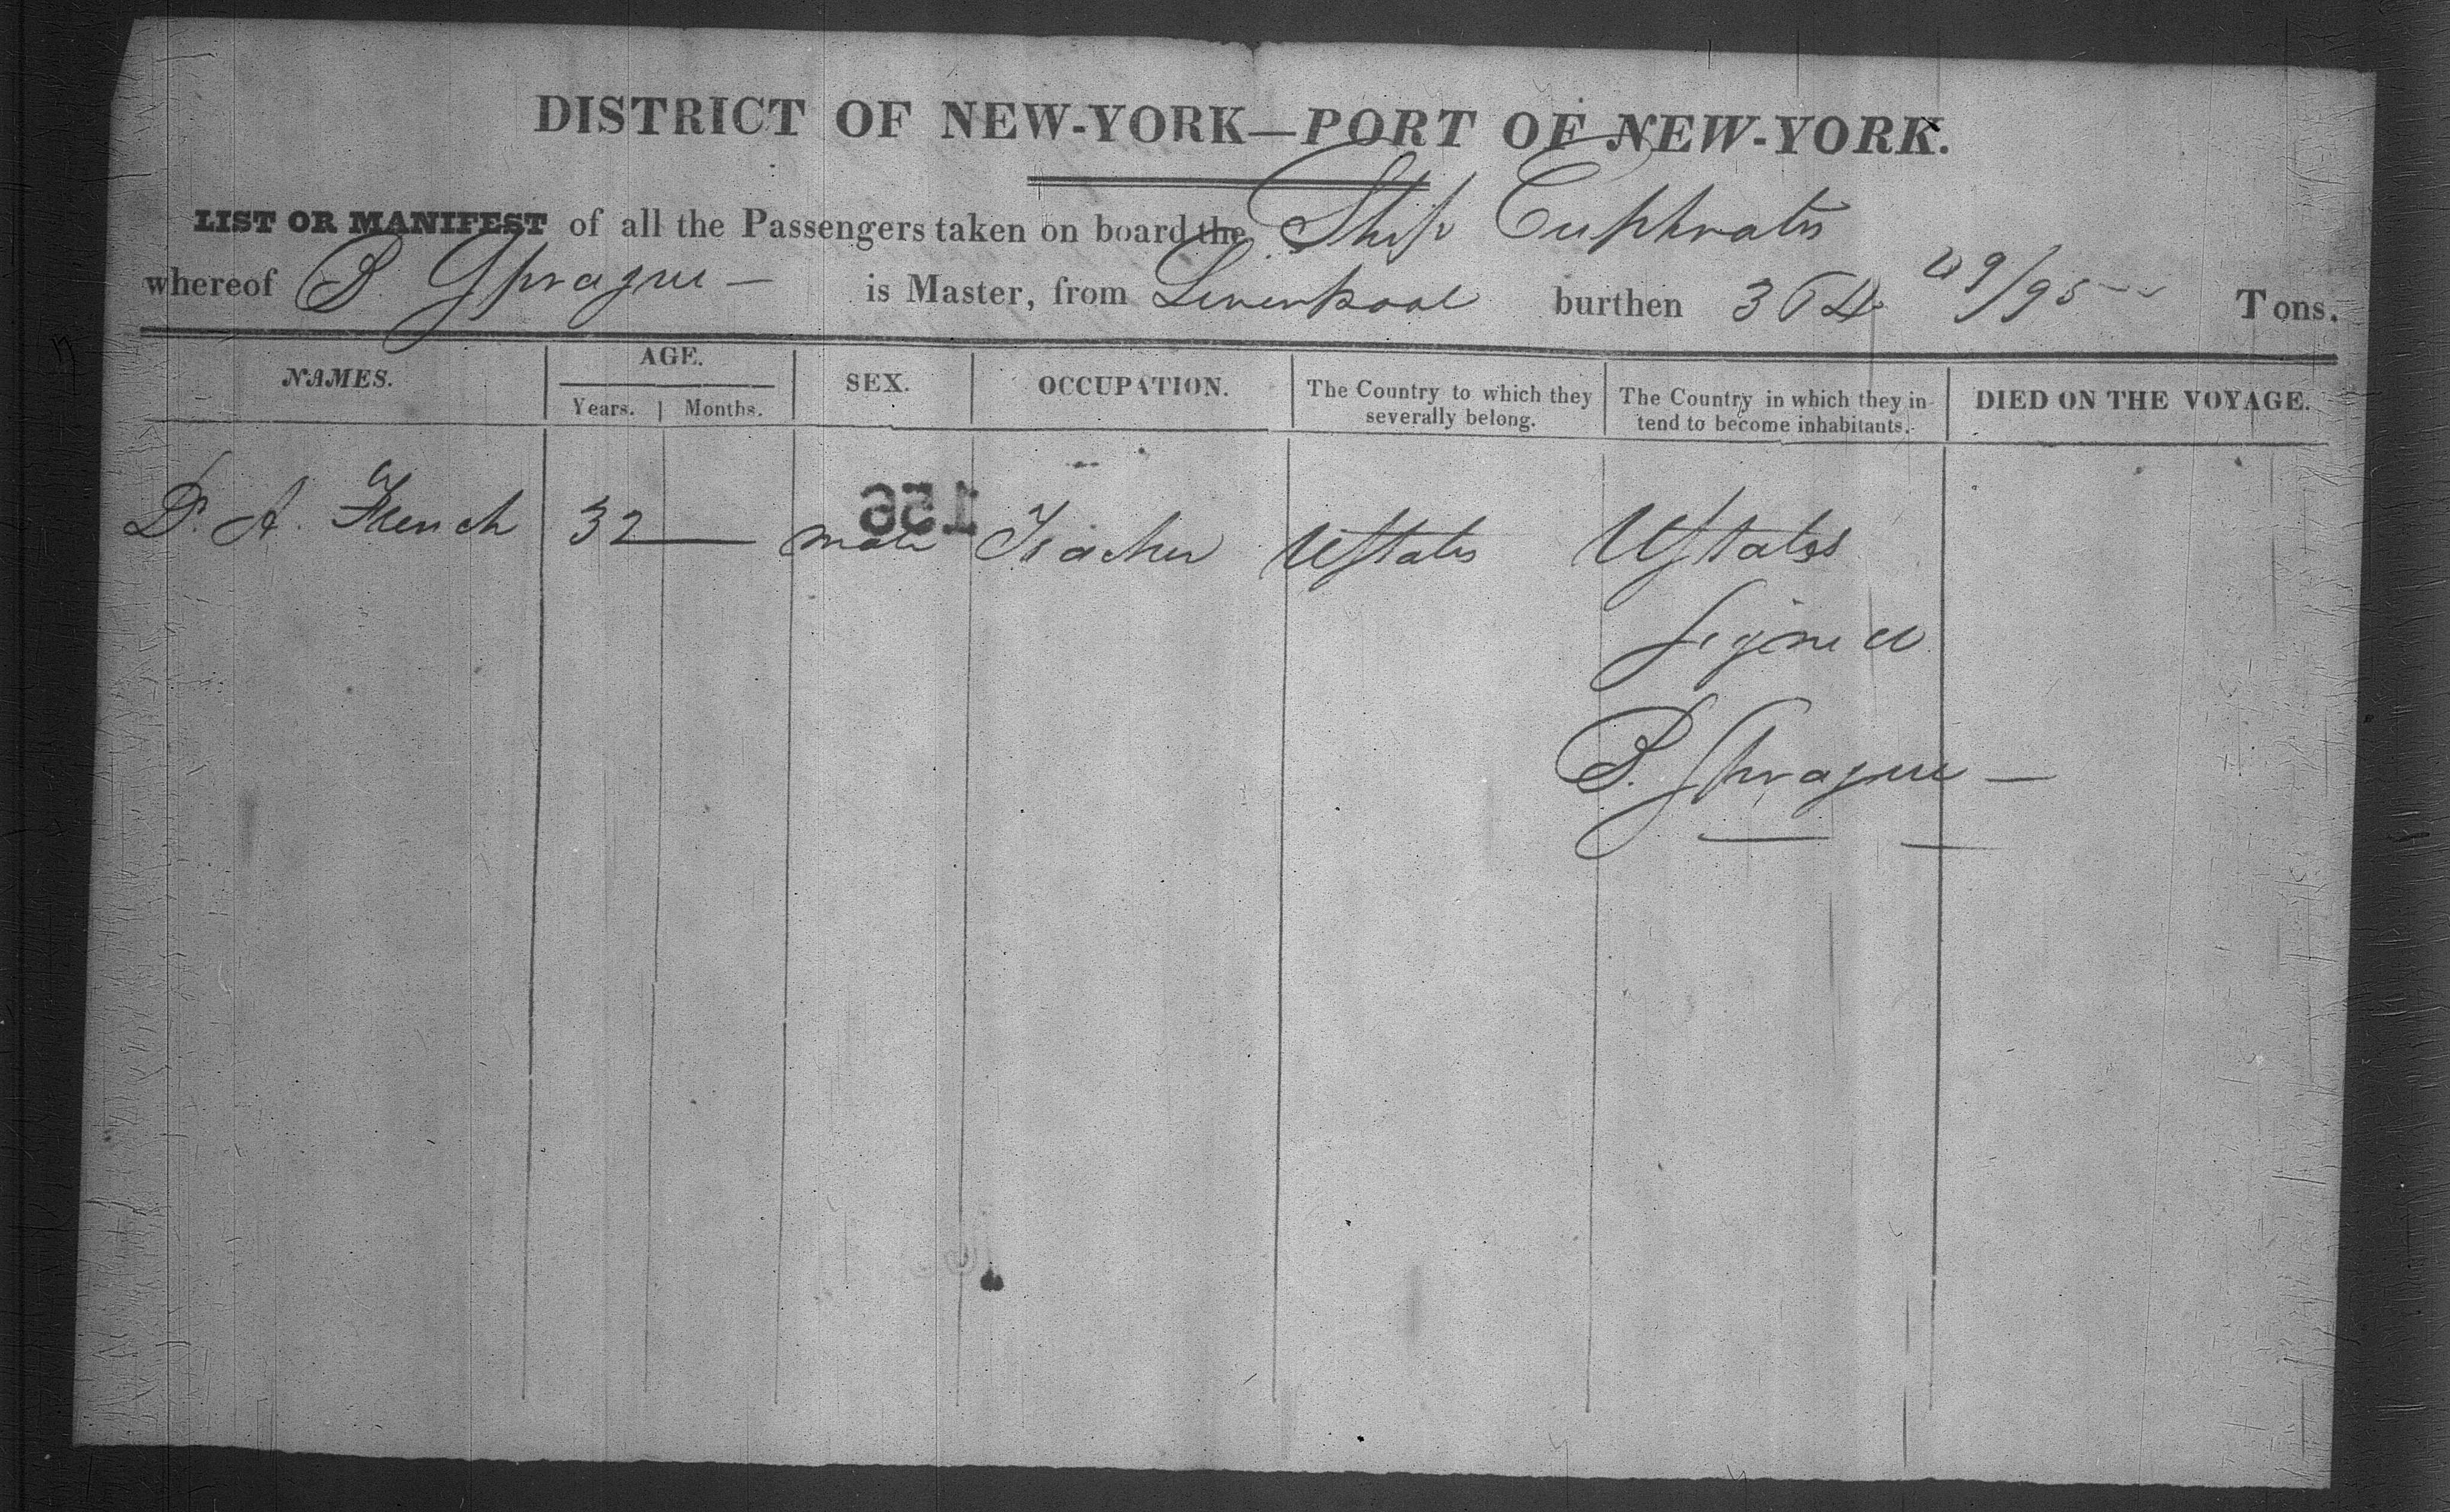 DISTRICT OF NEW-YORK—PORT OF NEW-YORK.
LIST OR MANIFEST of all the Passengers taken on board the Ship Euphrates
whereof B. Sprague — is Master, from Liverpool burthen 364 49/95 Tons.
NAMES. AGE. Years. Months. SEX. OCCUPATION. The Country to which they severally belong. The Country in which they intend to become inhabitants. DIED ON THE VOYAGE.
156
D. A. French 32 — male Teacher UStates UStates
Signed
B. Sprague —